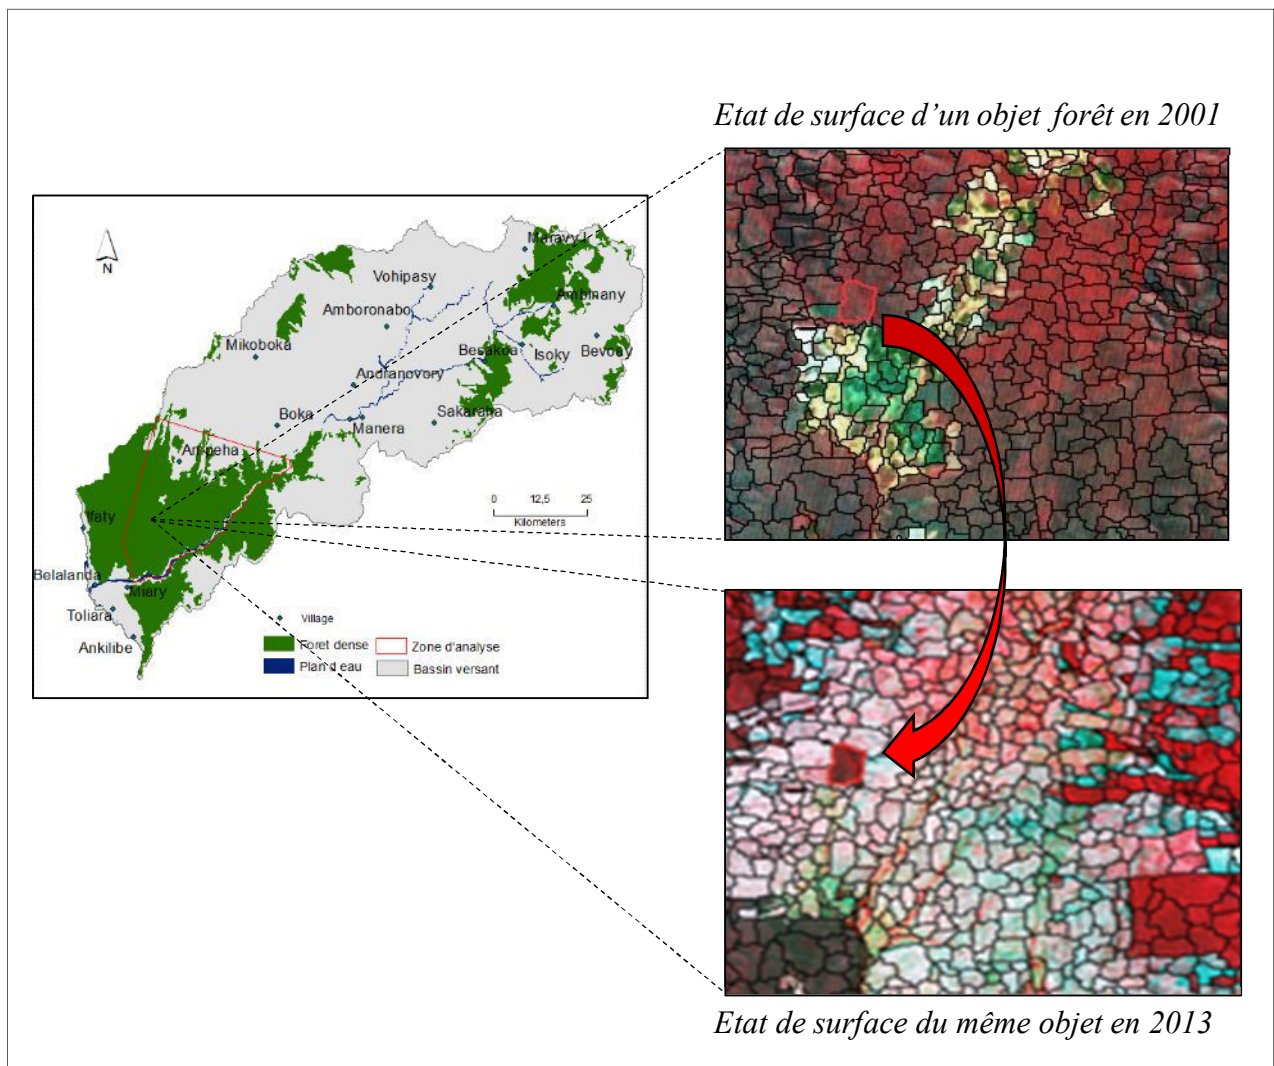 Etat de surface d’un objet forêt en 2001
N
Maravy I
Vohipasy
Ambinany
Amboronabo
Mikoboka
Besakoa
Isoky
Bevoay
Andranovory
Boka
Manera
Sakaraha
Ampeha
0 12,5 25
Kilometers
Ifaty
Belalanda
Miary
Toliara
Ankilibe
Village
Foret dense
Zone d'analyse
Plan d eau
Bassin versant
Etat de surface du même objet en 2013